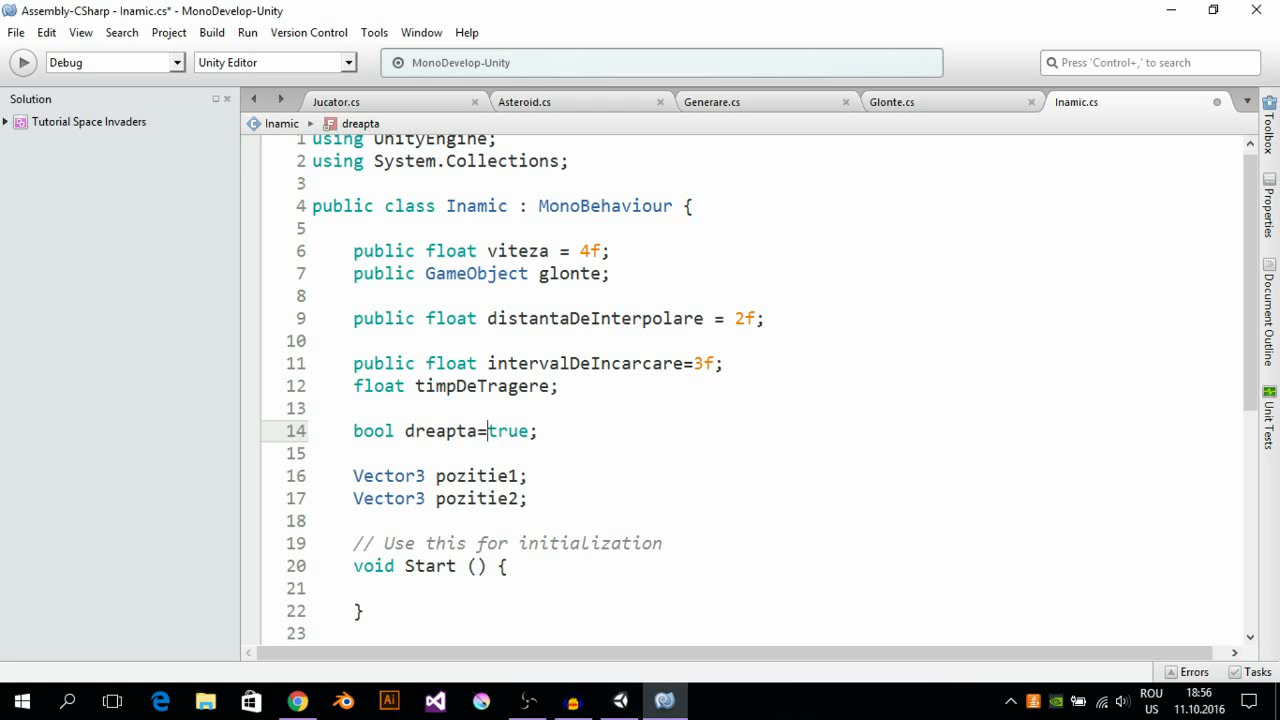 Assembly-CSharp - Inamic.cs* - MonoDevelop-Unity
File Edit View Search Project Build Run Version Control Tools Window Help
Debug Unity Editor MonoDevelop-Unity Press 'Control+,' to search
Solution
Tutorial Space Invaders
Jucator.cs Asteroid.cs Generare.cs Glonte.cs Inamic.cs
Inamic dreapta
1 using UnityEngine;
2 using System.Collections;
3
4 public class Inamic : MonoBehaviour {
5
6 public float viteza = 4f;
7 public GameObject glonte;
8
9 public float distantaDeInterpolare = 2f;
10
11 public float intervalDeIncarcare=3f;
12 float timpDeTragere;
13
14 bool dreapta=true;
15
16 Vector3 pozitie1;
17 Vector3 pozitie2;
18
19 // Use this for initialization
20 void Start () {
21
22 }
23
Toolbox
Properties
Document Outline
Unit Tests
Errors Tasks
Ai
ROU
US
18:56
11.10.2016